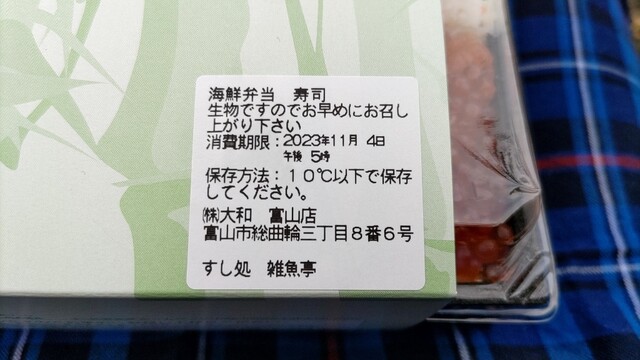 海鮮弁当　寿司
生物ですのでお早めにお召し
上がり下さい
消費期限：2023年11月 4日
午後 5時
保存方法：１０℃以下で保存
してください。
㈱大和　富山店
富山市総曲輪三丁目８番６号
すし処　雑魚亭